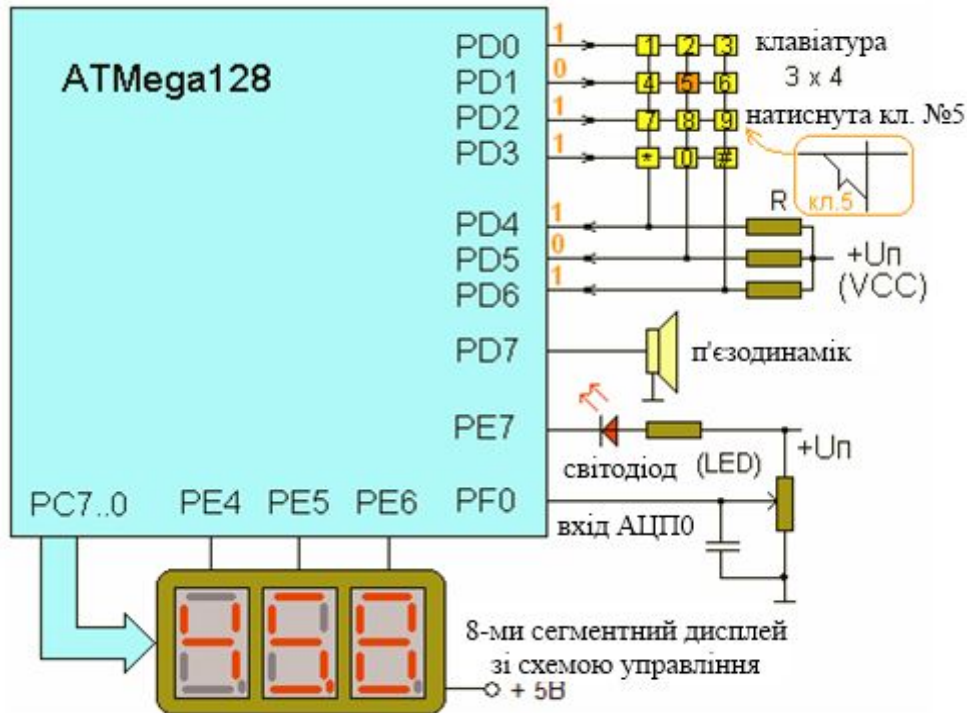 ATMega128
PD0
1
PD1
0
PD2
1
PD3
1
PD4
1
PD5
0
PD6
1
PD7
PE7
PF0
PC7..0
PE4
PE5
PE6
1 2 3
4 5 6
7 8 9
* 0 #
клавіатура
3 x 4
натиснута кл. №5
кл.5
R
+Uп
(VCC)
п'єзодинамік
світодіод (LED)
+Uп
вхід АЦП0
8-ми сегментний дисплей
зі схемою управління
+ 5В